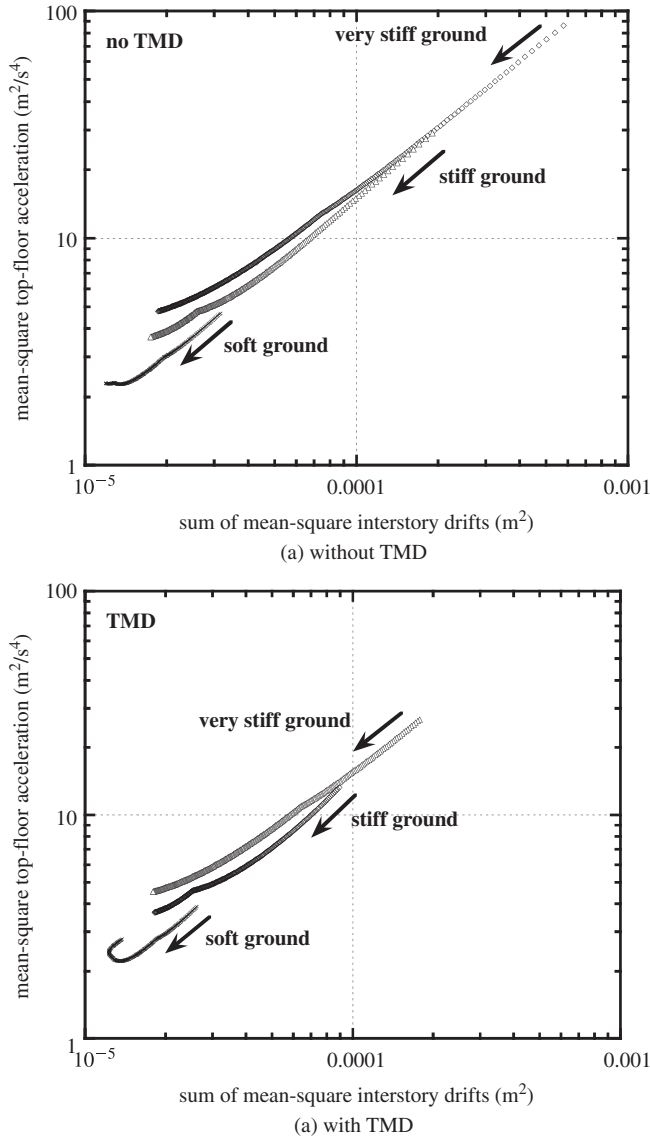 mean-square top-floor acceleration (m²/s⁴)
100
10
1
no TMD
very stiff ground
stiff ground
soft ground
10⁻⁵
0.0001
0.001
sum of mean-square interstory drifts (m²)
(a) without TMD
mean-square top-floor acceleration (m²/s⁴)
100
10
1
TMD
very stiff ground
stiff ground
soft ground
10⁻⁵
0.0001
0.001
sum of mean-square interstory drifts (m²)
(a) with TMD